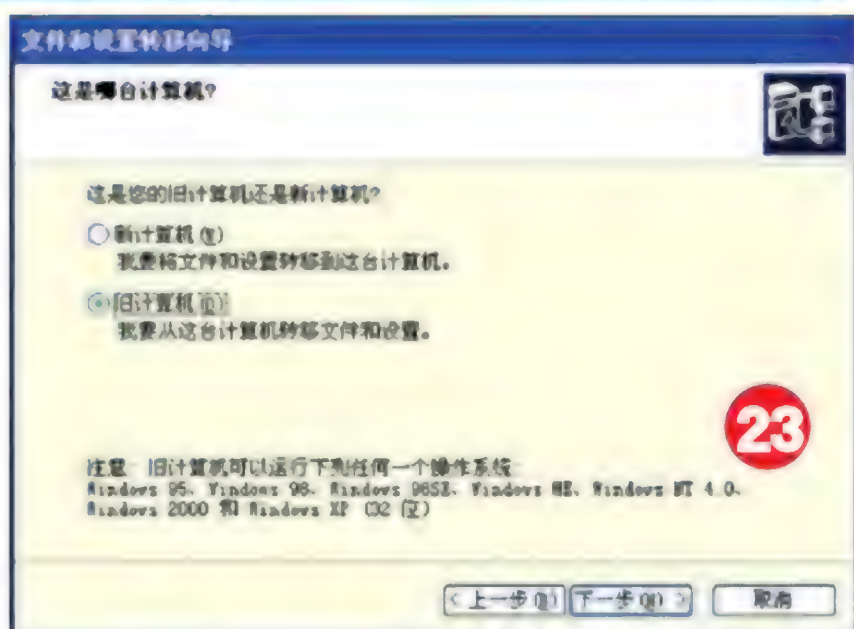 文件和设置转移向导
这是哪台计算机?
这是您的旧计算机还是新计算机?
新计算机(N)
我要将文件和设置转移到这台计算机。
旧计算机(O)
我要从这台计算机转移文件和设置。
23
注意: 旧计算机可以运行下列任何一个操作系统:
Windows 95、Windows 98、Windows 98SE、Windows ME、Windows NT 4.0、
Windows 2000 和 Windows XP (32 位)
< 上一步(B) 下一步(N) > 取消